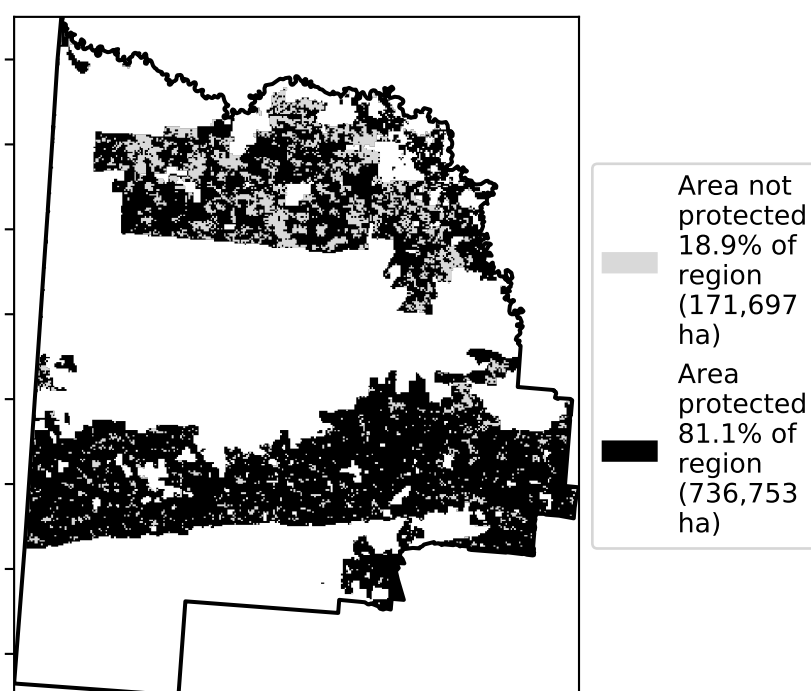 Area not
protected
18.9% of
region
(171,697
ha)
Area
protected
81.1% of
region
(736,753
ha)